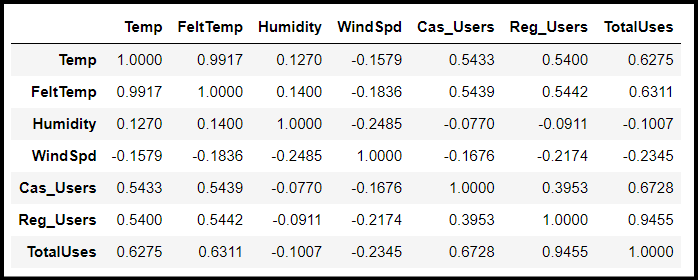 Temp FeltTemp Humidity WindSpd Cas_Users Reg_Users TotalUses
Temp 1.0000 0.9917 0.1270 -0.1579 0.5433 0.5400 0.6275
FeltTemp 0.9917 1.0000 0.1400 -0.1836 0.5439 0.5442 0.6311
Humidity 0.1270 0.1400 1.0000 -0.2485 -0.0770 -0.0911 -0.1007
WindSpd -0.1579 -0.1836 -0.2485 1.0000 -0.1676 -0.2174 -0.2345
Cas_Users 0.5433 0.5439 -0.0770 -0.1676 1.0000 0.3953 0.6728
Reg_Users 0.5400 0.5442 -0.0911 -0.2174 0.3953 1.0000 0.9455
TotalUses 0.6275 0.6311 -0.1007 -0.2345 0.6728 0.9455 1.0000